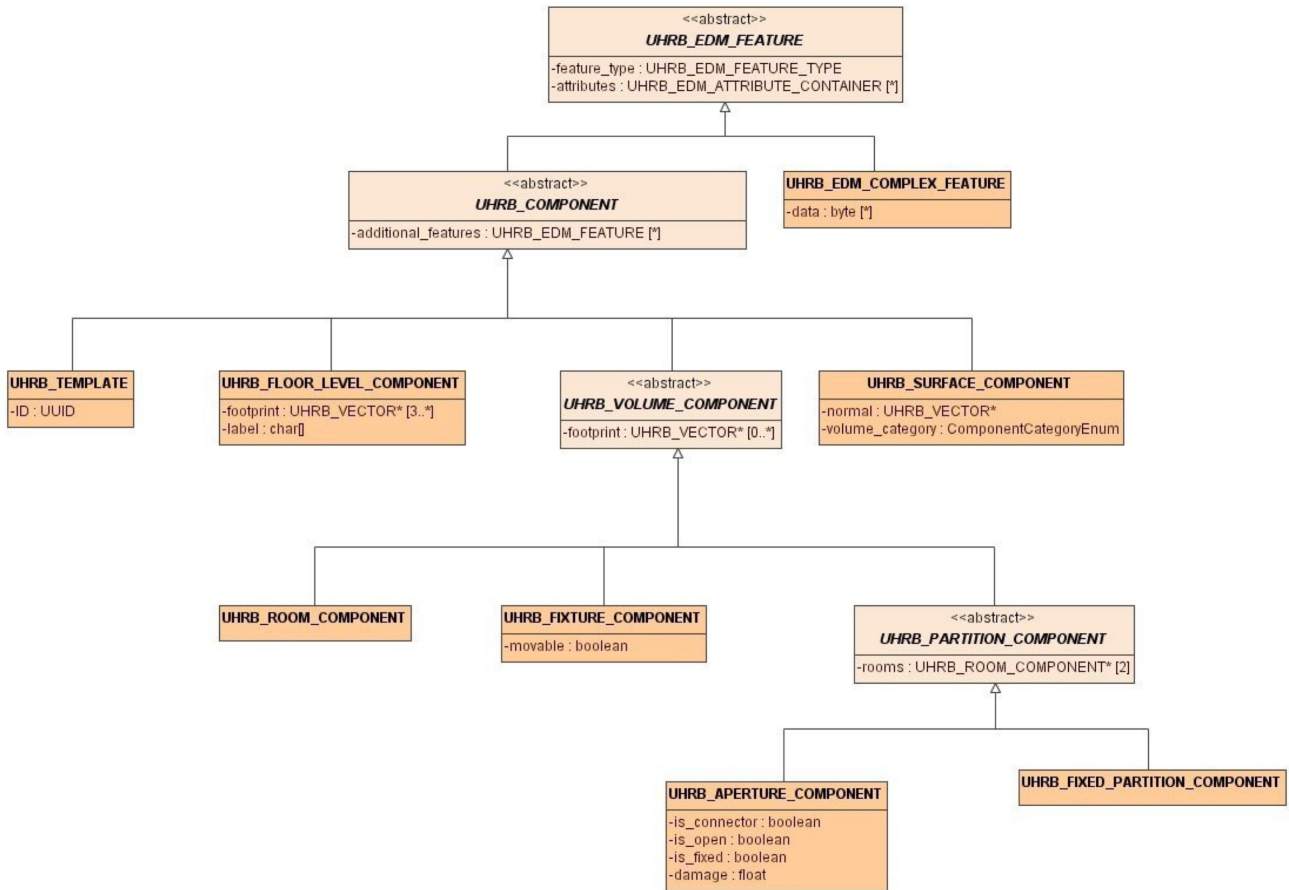 <<abstract>>
UHRB_EDM_FEATURE
-feature_type : UHRB_EDM_FEATURE_TYPE
-attributes : UHRB_EDM_ATTRIBUTE_CONTAINER [*]
<<abstract>>
UHRB_COMPONENT
-additional_features : UHRB_EDM_FEATURE [*]
UHRB_EDM_COMPLEX_FEATURE
-data : byte [*]
UHRB_TEMPLATE
-ID : UUID
UHRB_FLOOR_LEVEL_COMPONENT
-footprint : UHRB_VECTOR* [3..*]
-label : char[]
<<abstract>>
UHRB_VOLUME_COMPONENT
-footprint : UHRB_VECTOR* [0..*]
UHRB_SURFACE_COMPONENT
-normal : UHRB_VECTOR*
-volume_category : ComponentCategoryEnum
UHRB_ROOM_COMPONENT
UHRB_FIXTURE_COMPONENT
-movable : boolean
<<abstract>>
UHRB_PARTITION_COMPONENT
-rooms : UHRB_ROOM_COMPONENT* [2]
UHRB_APERTURE_COMPONENT
-is_connector : boolean
-is_open : boolean
-is_fixed : boolean
-damage : float
UHRB_FIXED_PARTITION_COMPONENT